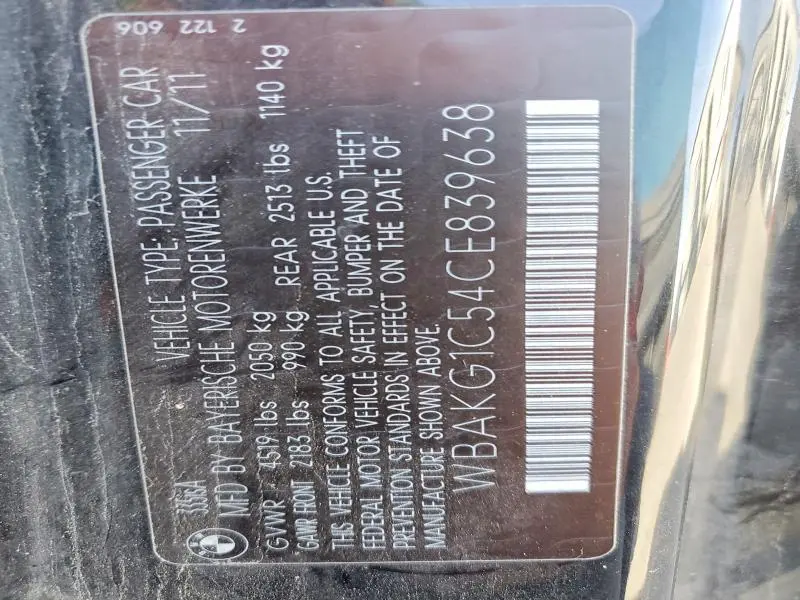 2 122
606
VEHICLE TYPE: PASSENGER CAR
MFD BY BAYERISCHE MOTORENWERKE 11/11
GVWR 4519 lbs 2050 kg
GAWR FRONT 2183 lbs 990 kg REAR 2513 lbs 1140 kg
THIS VEHICLE CONFORMS TO ALL APPLICABLE U.S.
FEDERAL MOTOR VEHICLE SAFETY, BUMPER AND THEFT
PREVENTION STANDARDS IN EFFECT ON THE DATE OF
MANUFACTURE SHOWN ABOVE.
WBAKG1C54CE839638